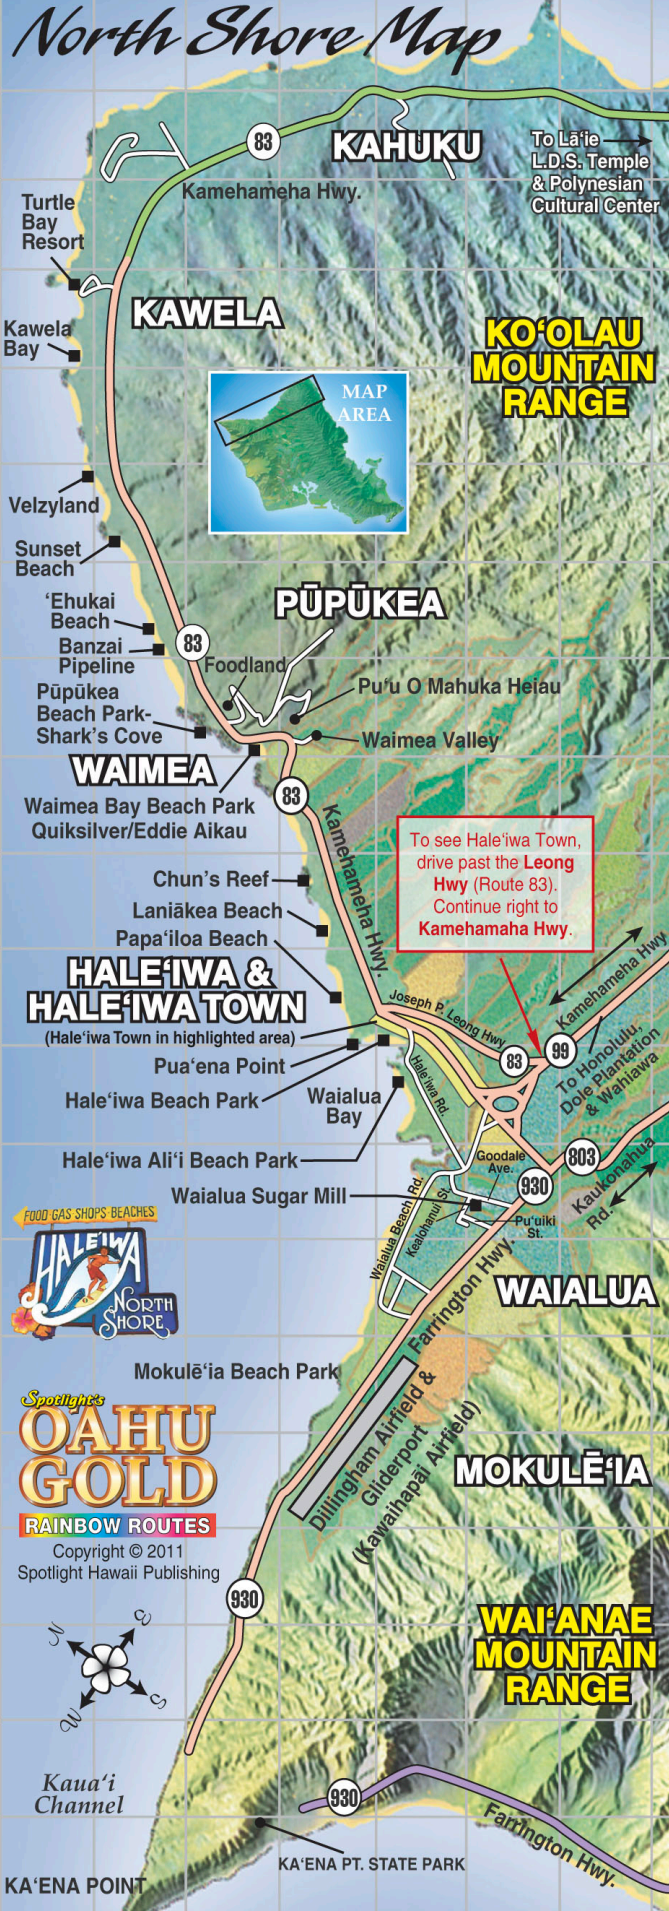 North Shore Map
83
KAHUKU
To Lā‘ie
L.D.S. Temple
& Polynesian
Cultural Center
Kamehameha Hwy.
Turtle
Bay
Resort
KAWELA
Kawela
Bay
KO‘OLAU
MOUNTAIN
RANGE
MAP
AREA
Velzyland
Sunset
Beach
PŪPŪKEA
‘Ehukai
Beach
83
Banzai
Pipeline
Foodland
Pu‘u O Mahuka Heiau
Pūpūkea
Beach Park-
Shark's Cove
Waimea Valley
WAIMEA
83
Waimea Bay Beach Park
Quiksilver/Eddie Aikau
Kamehameha Hwy.
To see Hale‘iwa Town,
drive past the Leong
Hwy (Route 83).
Continue right to
Kamehamaha Hwy.
Chun's Reef
Laniākea Beach
Papa‘iloa Beach
HALE‘IWA &
HALE‘IWA TOWN
(Hale‘iwa Town in highlighted area)
Joseph P. Leong Hwy
Kamehameha Hwy
83
99
To Honolulu,
Dole Plantation
& Wahiawa
Pua‘ena Point
Hale‘iwa Beach Park
Hale‘iwa Rd.
Waialua
Bay
Hale‘iwa Ali‘i Beach Park
Goodale
Ave.
803
930
Kaukonahua
Rd.
Waialua Sugar Mill
Waialua Beach Rd.
Kealohanui St.
Pu‘uiki
St.
FOOD·GAS·SHOPS·BEACHES
HALE‘IWA
NORTH
SHORE
Farrington Hwy.
WAIALUA
Mokulē‘ia Beach Park
Spotlight's
OAHU
GOLD
RAINBOW ROUTES
Copyright © 2011
Spotlight Hawaii Publishing
Dillingham Airfield &
Gliderport
(Kawaihapāi Airfield)
MOKULĒ‘IA
930
WAI‘ANAE
MOUNTAIN
RANGE
N
E
W
S
Kaua‘i
Channel
930
Farrington Hwy.
KA‘ENA PT. STATE PARK
KA‘ENA POINT